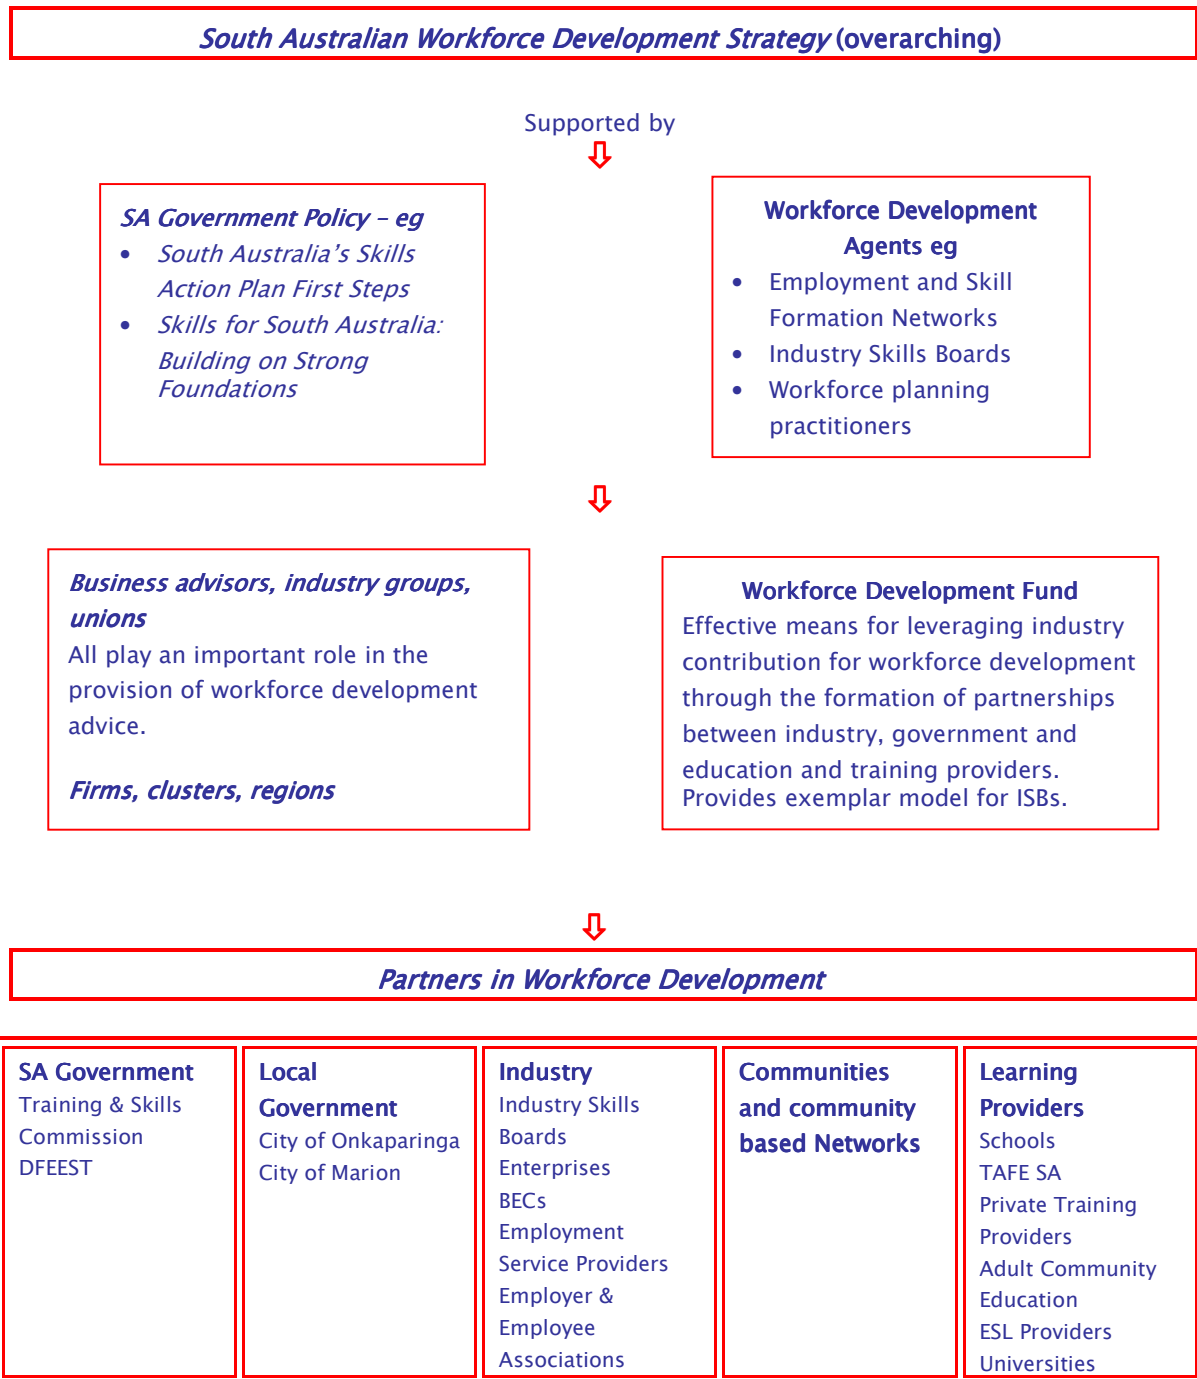 South Australian Workforce Development Strategy (overarching)
Supported by
SA Government Policy – eg
• South Australia's Skills
Action Plan First Steps
• Skills for South Australia:
Building on Strong
Foundations
Workforce Development
Agents eg
• Employment and Skill
Formation Networks
• Industry Skills Boards
• Workforce planning
practitioners
Business advisors, industry groups,
unions
All play an important role in the
provision of workforce development
advice.
Firms, clusters, regions
Workforce Development Fund
Effective means for leveraging industry
contribution for workforce development
through the formation of partnerships
between industry, government and
education and training providers.
Provides exemplar model for ISBs.
Partners in Workforce Development
SA Government
Training & Skills
Commission
DFEEST
Local
Government
City of Onkaparinga
City of Marion
Industry
Industry Skills
Boards
Enterprises
BECs
Employment
Service Providers
Employer &
Employee
Associations
Communities
and community
based Networks
Learning
Providers
Schools
TAFE SA
Private Training
Providers
Adult Community
Education
ESL Providers
Universities